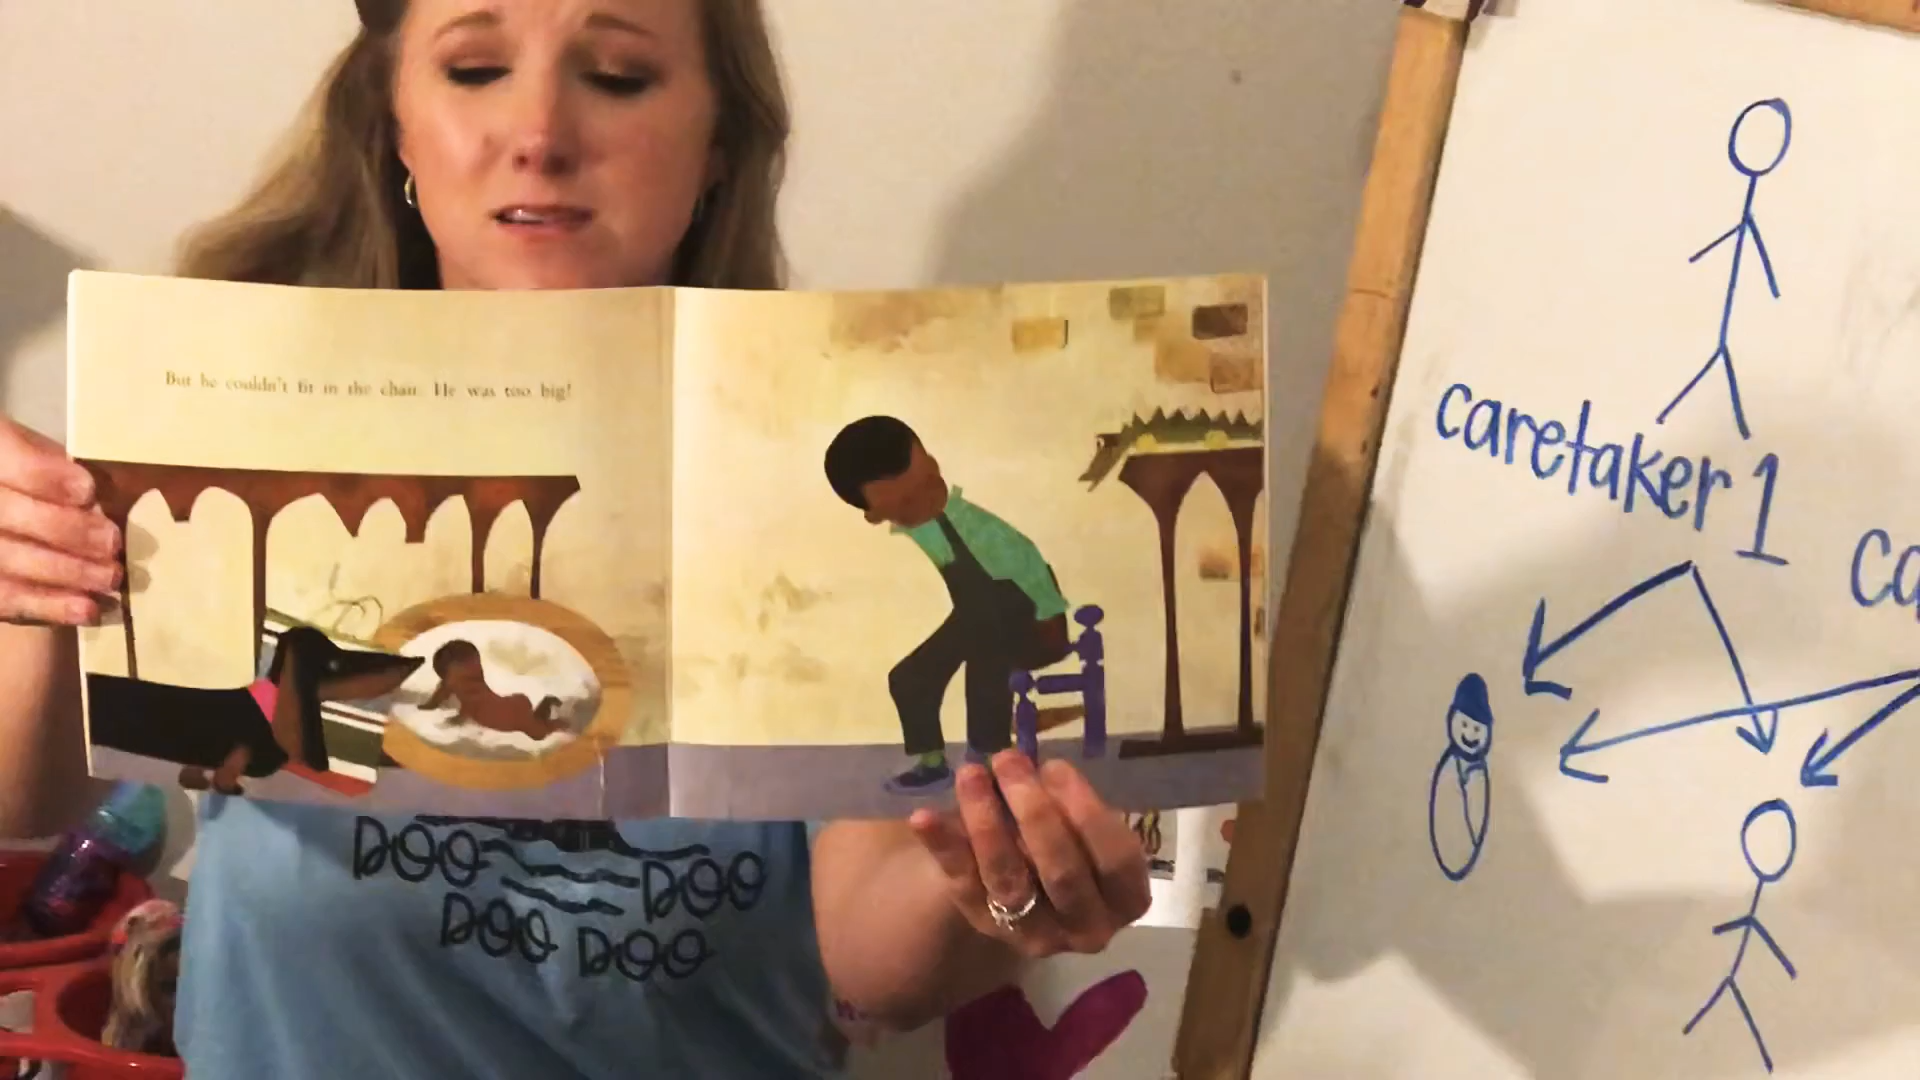 But he couldn't fit in the chair. He was too big!
DOO DOO
DOO DOO
caretaker 1
ca